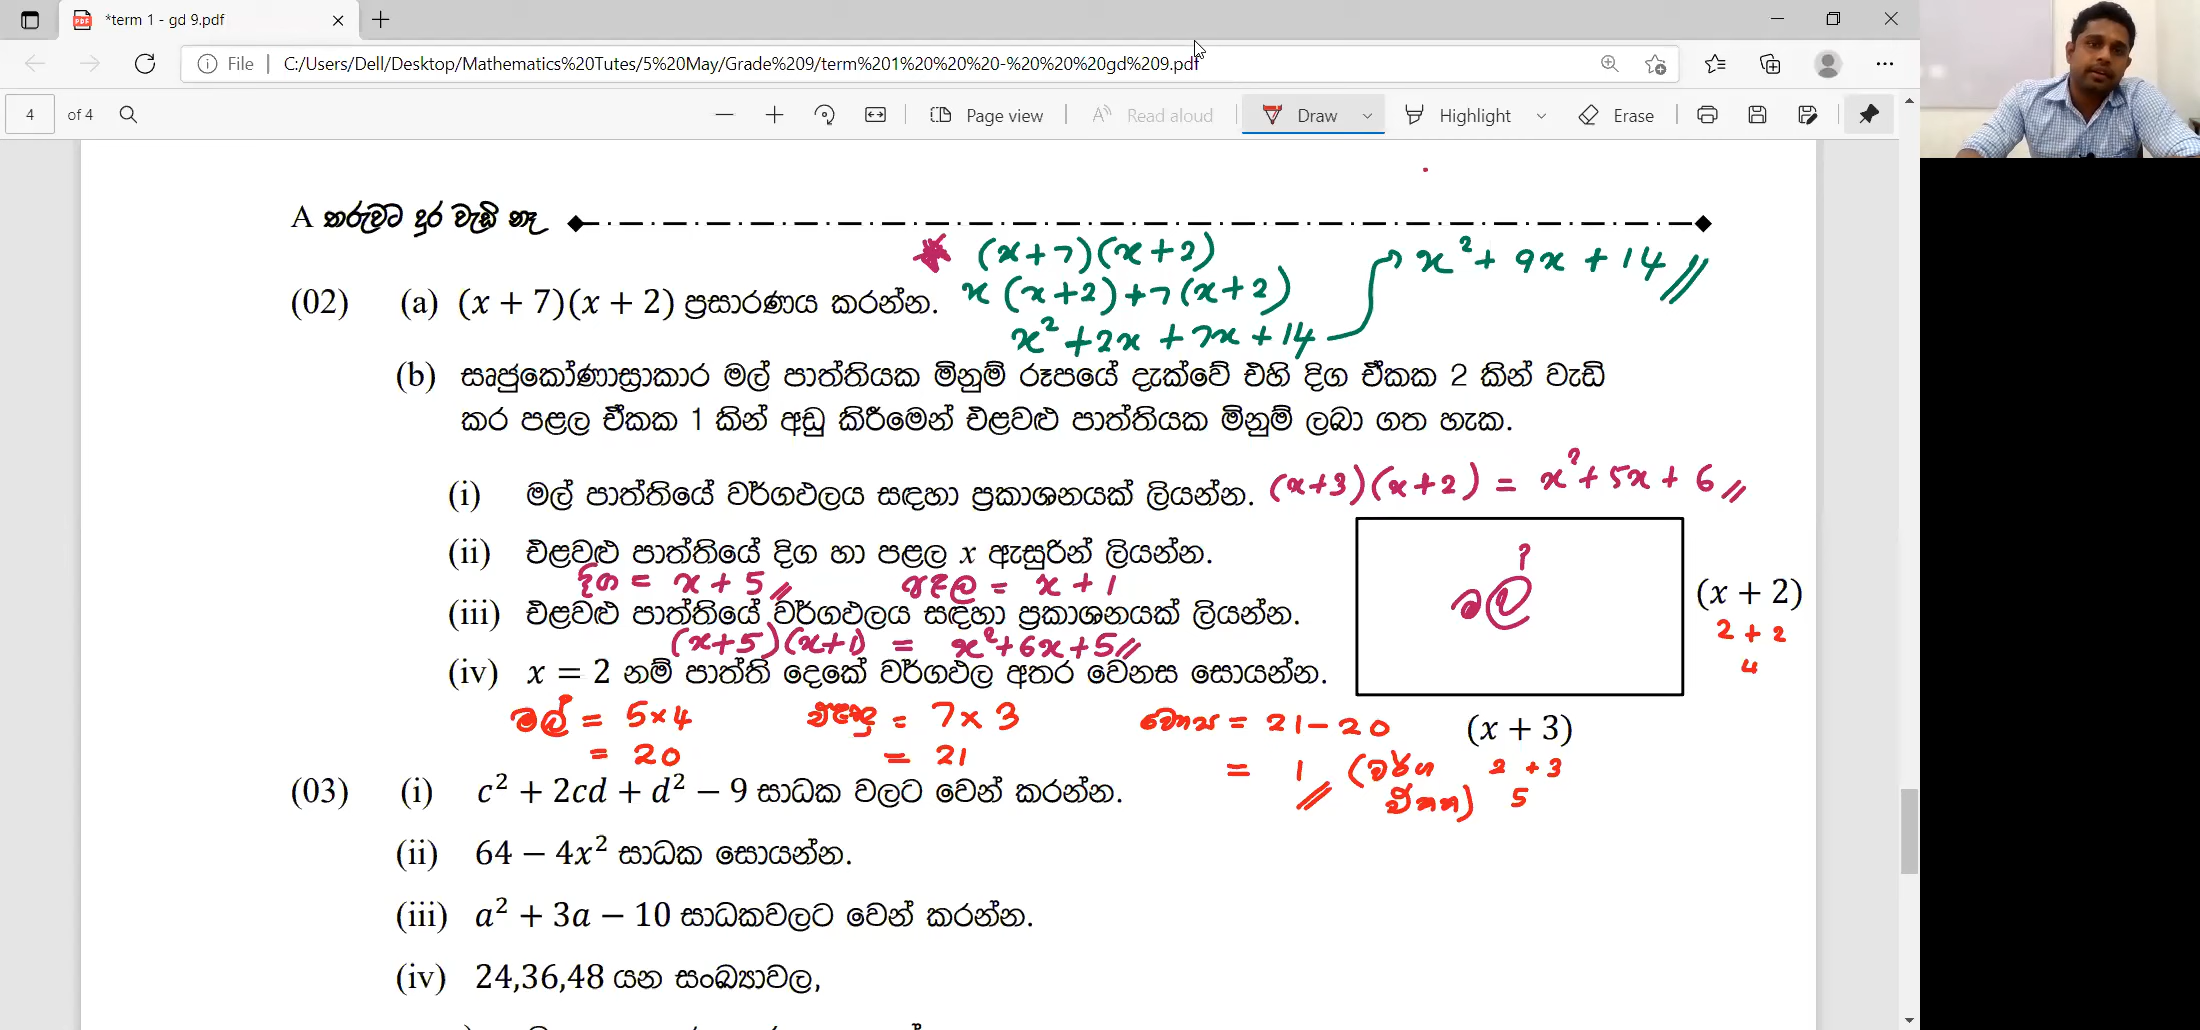 *term 1 - gd 9.pdf
File C:/Users/Dell/Desktop/Mathematics%20Tutes/5%20May/Grade%209/term%201%20%20%20-%20%20%20gd%209.pdf
4 of 4 Page view Read aloud Draw Highlight Erase
A තරුවට දුර වැඩි නෑ
(x+7)(x+2)
x² + 9x + 14
(02) (a) (x + 7)(x + 2) ප්‍රසාරණය කරන්න.
x (x+2) +7 (x+2)
x² +2x + 7x +14
(b) සෘජුකෝණාස්‍රාකාර මල් පාත්තියක මිනුම් රූපයේ දැක්වේ එහි දිග ඒකක 2 කින් වැඩි
කර පළල ඒකක 1 කින් අඩු කිරීමෙන් එළවළු පාත්තියක මිනුම් ලබා ගත හැක.
(i) මල් පාත්තියේ වර්ගඵලය සඳහා ප්‍රකාශනයක් ලියන්න. (x+3)(x+2) = x²+5x+6
(ii) එළවළු පාත්තියේ දිග හා පළල x ඇසුරින් ලියන්න.
දිග = x + 5 පළල = x + 1
(iii) එළවළු පාත්තියේ වර්ගඵලය සඳහා ප්‍රකාශනයක් ලියන්න.
(x+5)(x+1) = x²+6x+5
(iv) x = 2 නම් පාත්ති දෙකේ වර්ගඵල අතර වෙනස සොයන්න.
මල්
(x + 2)
2 + 2
4
(x + 3)
2 + 3
5
මල් = 5×4
= 20
එළවළු = 7 × 3
= 21
වෙනස = 21 – 20
= 1 (වර්ග
ඒකක)
(03) (i) c² + 2cd + d² − 9 සාධක වලට වෙන් කරන්න.
(ii) 64 − 4x² සාධක සොයන්න.
(iii) a² + 3a − 10 සාධකවලට වෙන් කරන්න.
(iv) 24,36,48 යන සංඛ්‍යාවල,